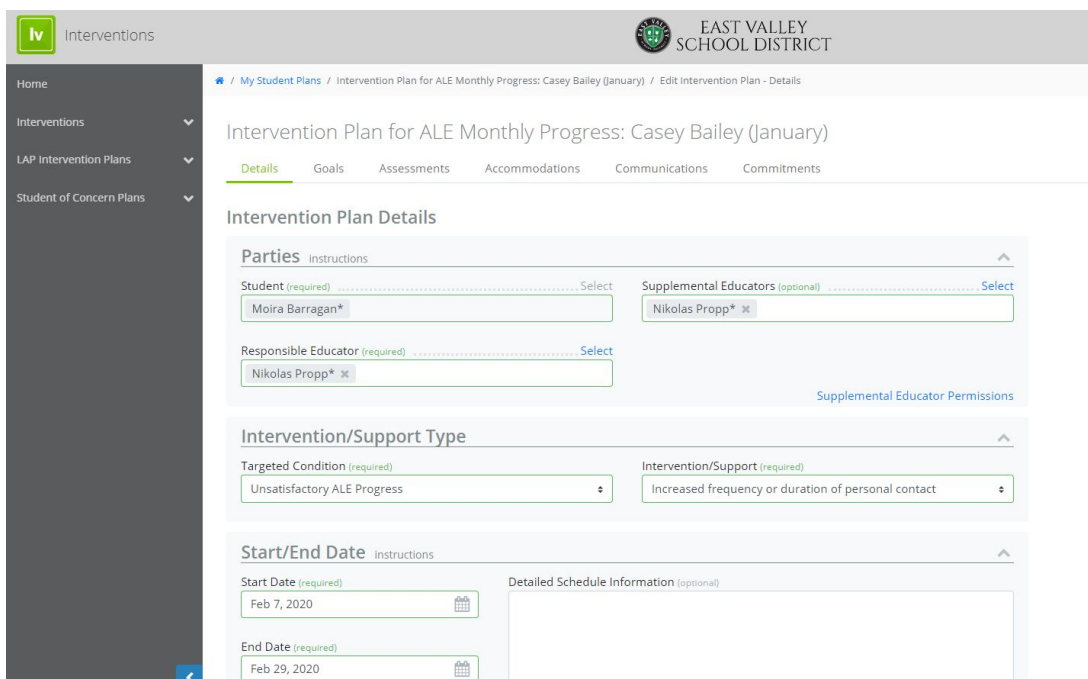 lv Interventions
EAST VALLEY
SCHOOL DISTRICT
Home
Interventions
LAP Intervention Plans
Student of Concern Plans
/ My Student Plans / Intervention Plan for ALE Monthly Progress: Casey Bailey (January) / Edit Intervention Plan - Details
Intervention Plan for ALE Monthly Progress: Casey Bailey (January)
Details Goals Assessments Accommodations Communications Commitments
Intervention Plan Details
Parties instructions
Student (required) Select
Moira Barragan*
Supplemental Educators (optional) Select
Nikolas Propp*
Responsible Educator (required) Select
Nikolas Propp*
Supplemental Educator Permissions
Intervention/Support Type
Targeted Condition (required)
Unsatisfactory ALE Progress
Intervention/Support (required)
Increased frequency or duration of personal contact
Start/End Date instructions
Start Date (required)
Feb 7, 2020
Detailed Schedule Information (optional)
End Date (required)
Feb 29, 2020